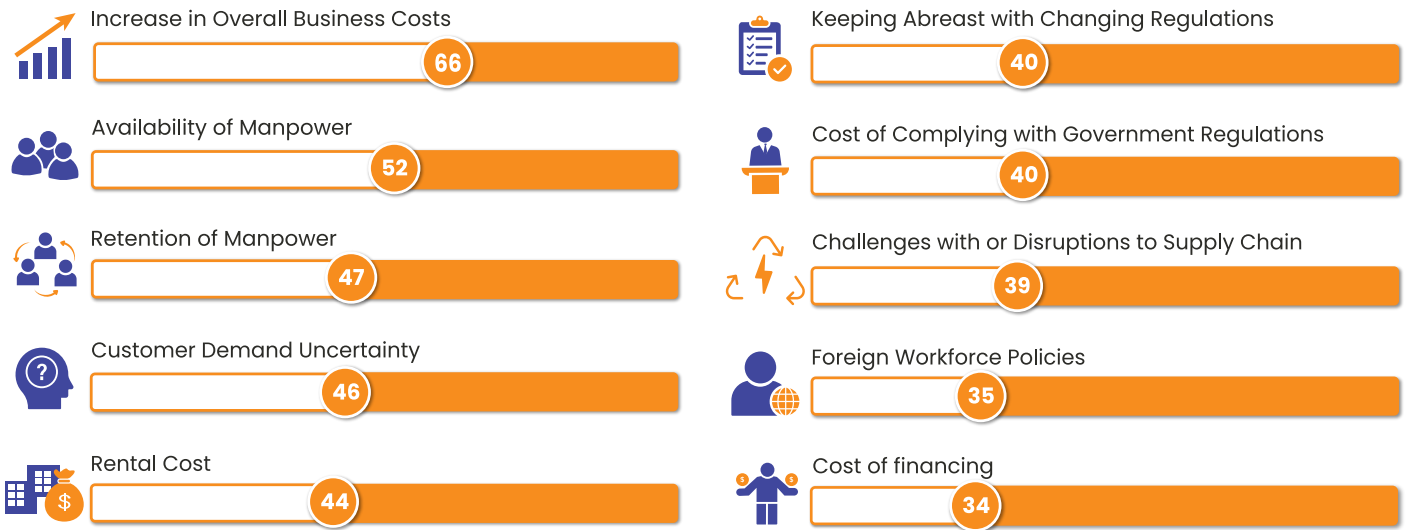 Increase in Overall Business Costs
66
Availability of Manpower
52
Retention of Manpower
47
Customer Demand Uncertainty
?
46
Rental Cost
$
44
Keeping Abreast with Changing Regulations
40
Cost of Complying with Government Regulations
40
Challenges with or Disruptions to Supply Chain
39
Foreign Workforce Policies
35
Cost of financing
$ $
34